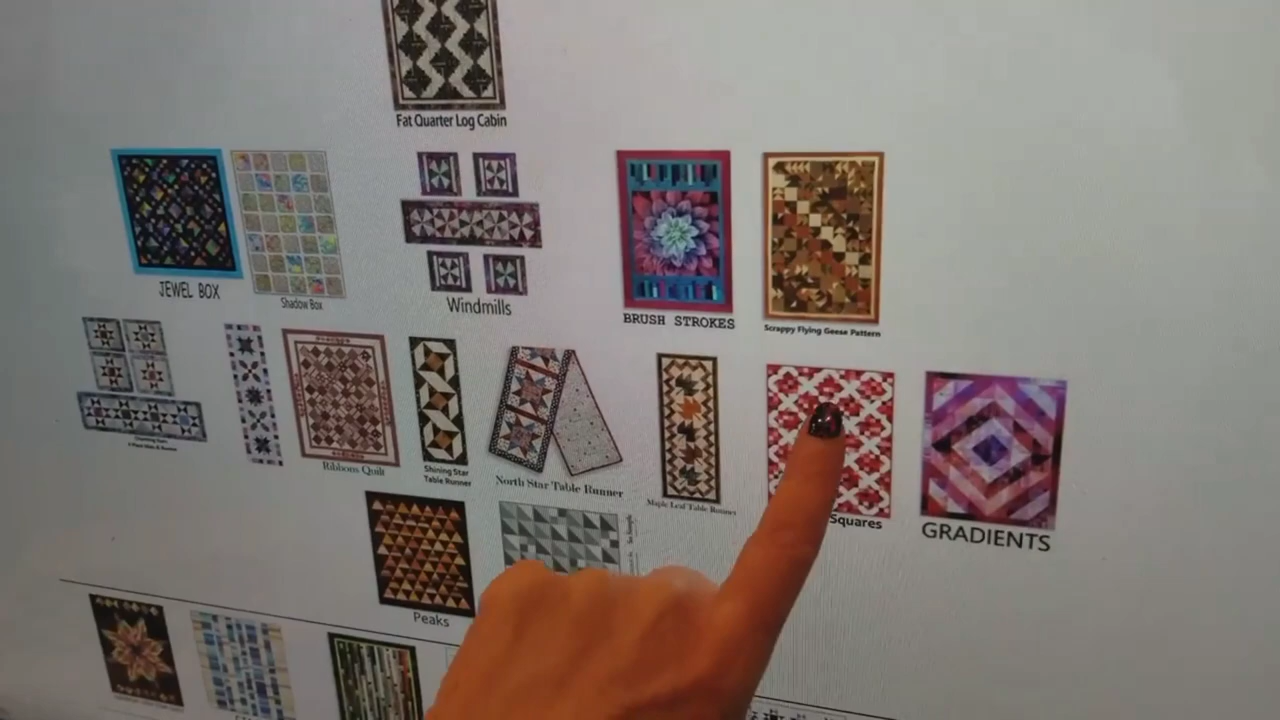 Fat Quarter Log Cabin
JEWEL BOX
Shadow Box
Windmills
BRUSH STROKES
Scrappy Flying Geese Pattern
Ribbons Quilt
Shining Star
Table Runner
North Star Table Runner
Maple Leaf Table Runner
Squares
GRADIENTS
Peaks